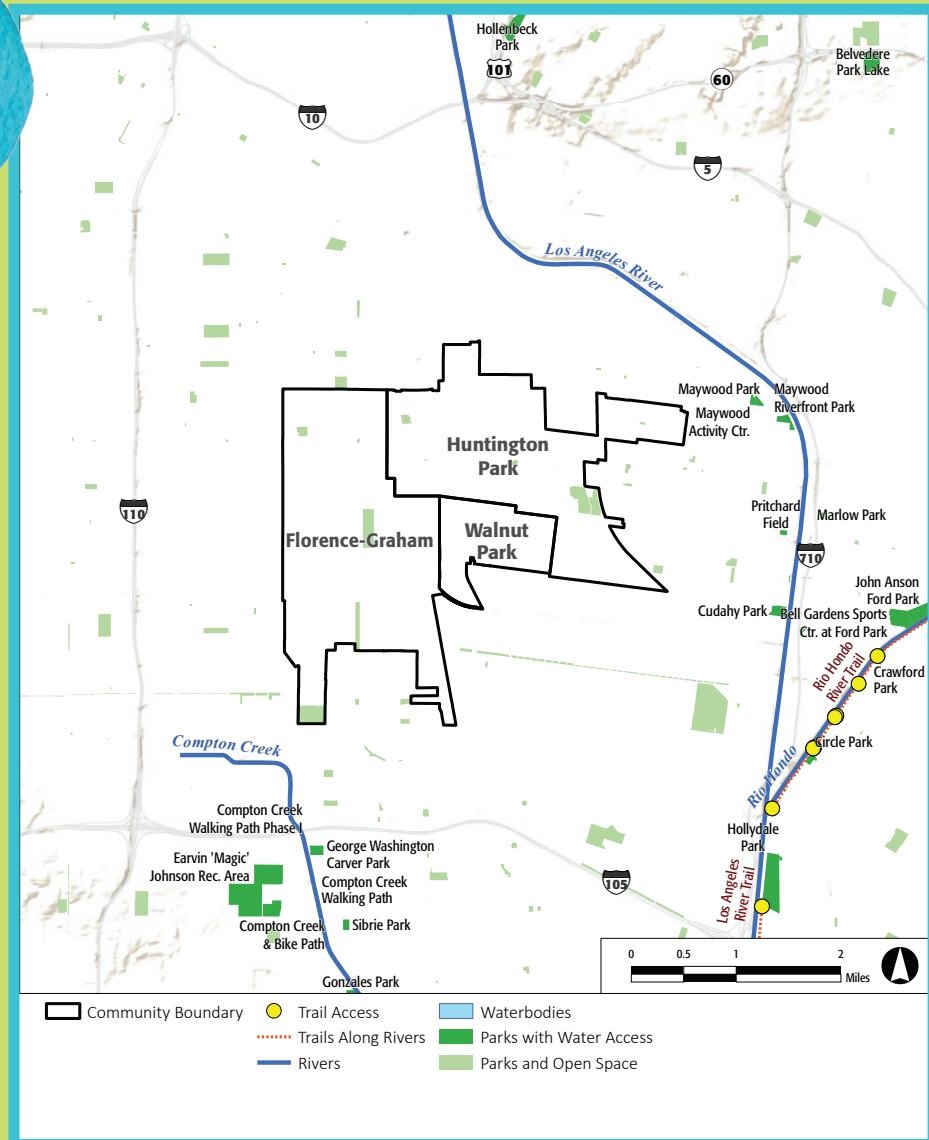 Hollenbeck
Park
101
Belvedere
Park Lake
60
10
5
Los Angeles River
Maywood Park
Maywood
Riverfront Park
Maywood
Activity Ctr.
Huntington
Park
110
Florence-Graham
Walnut
Park
Pritchard
Field
Marlow Park
710
John Anson
Ford Park
Cudahy Park
Bell Gardens Sports
Ctr. at Ford Park
Rio Hondo
River Trail
Crawford
Park
Circle Park
Rio Hondo
Compton Creek
Compton Creek
Walking Path Phase I
Hollydale
Park
George Washington
Carver Park
Earvin 'Magic'
Johnson Rec. Area
Compton Creek
Walking Path
105
Los Angeles
River Trail
Compton Creek
& Bike Path
Sibrie Park
Gonzales Park
0 0.5 1 2
Miles
Community Boundary
Trail Access
Waterbodies
Trails Along Rivers
Parks with Water Access
Rivers
Parks and Open Space